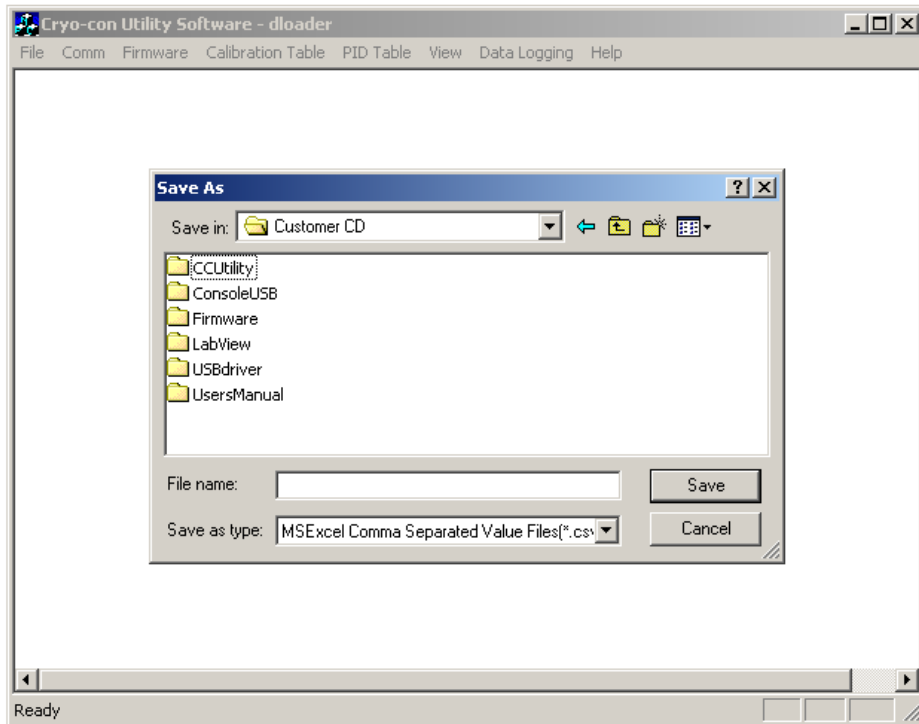 Cryo-con Utility Software - dloader
File Comm Firmware Calibration Table PID Table View Data Logging Help
Save As
Save in: Customer CD
CCUtility
ConsoleUSB
Firmware
LabView
USBdriver
UsersManual
File name:
Save
Save as type: MSExcel Comma Separated Value Files(*.csv
Cancel
Ready